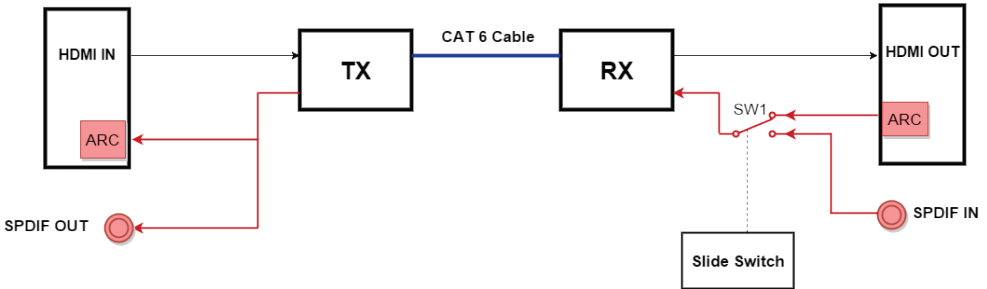 HDMI IN
CAT 6 Cable
HDMI OUT
TX
RX
SW1
ARC
ARC
SPDIF OUT
SPDIF IN
Slide Switch